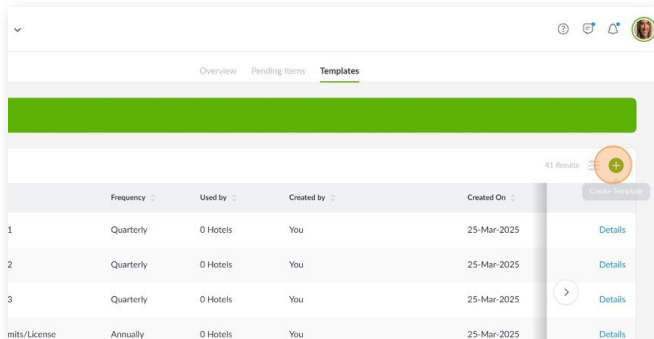 Overview Pending Items Templates
41 Results
Create Template
Frequency Used by Created by Created On
1 Quarterly 0 Hotels You 25-Mar-2025 Details
2 Quarterly 0 Hotels You 25-Mar-2025 Details
3 Quarterly 0 Hotels You 25-Mar-2025 Details
mits/License Annually 0 Hotels You 25-Mar-2025 Details